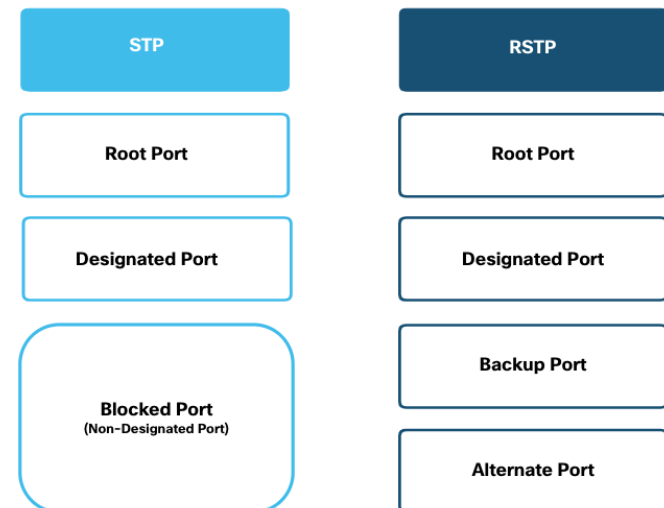 STP
Root Port
Designated Port
Blocked Port
(Non-Designated Port)
RSTP
Root Port
Designated Port
Backup Port
Alternate Port